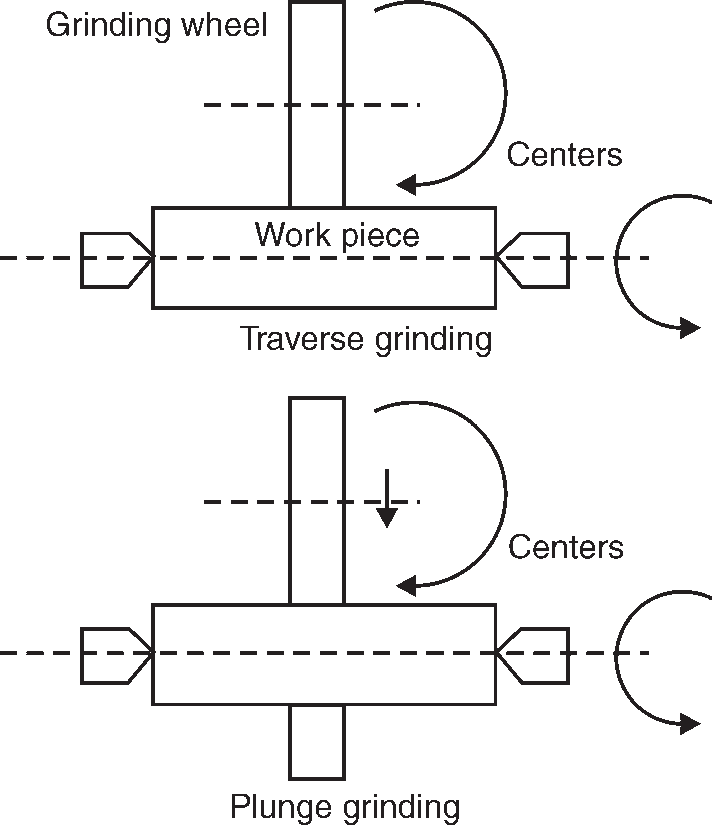 Grinding wheel
Centers
Work piece
Traverse grinding
Centers
Plunge grinding